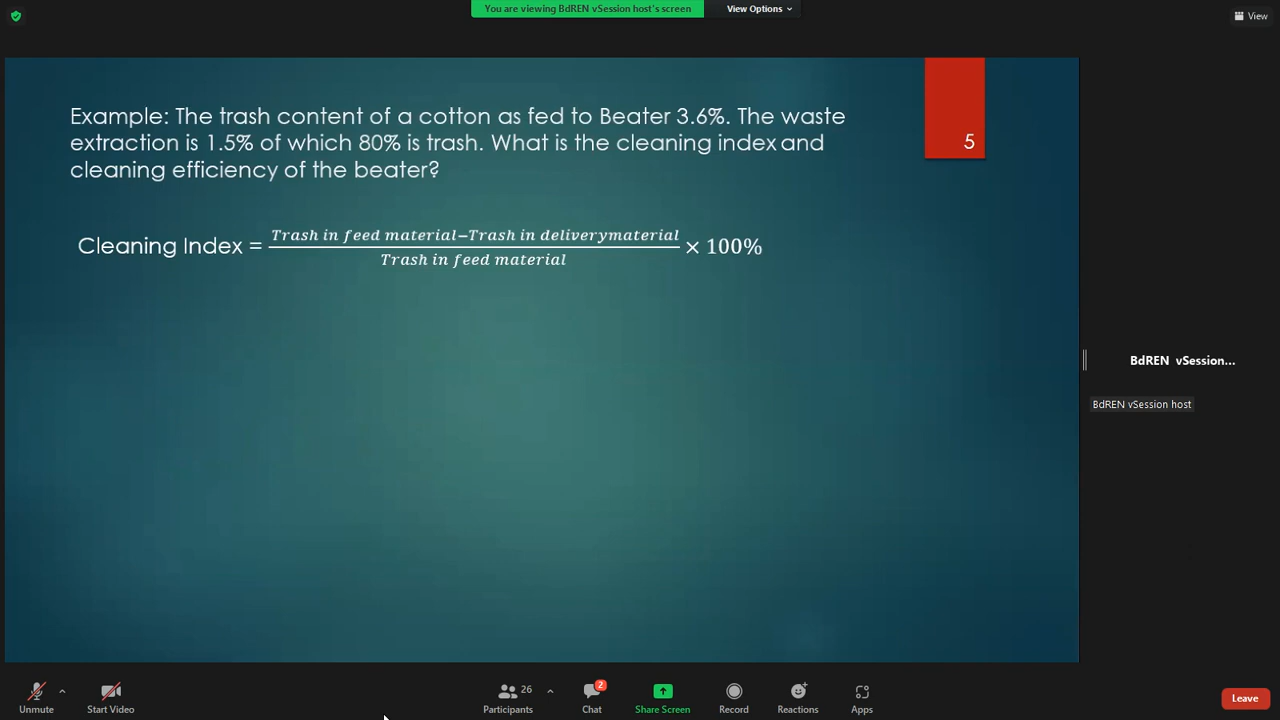 You are viewing BdREN vSession host's screen
View Options
View
Example: The trash content of a cotton as fed to Beater 3.6%. The waste
extraction is 1.5% of which 80% is trash. What is the cleaning index and
cleaning efficiency of the beater?
5
Cleaning Index = Trash in feed material−Trash in deliverymaterial / Trash in feed material × 100%
BdREN vSession...
BdREN vSession host
Unmute
Start Video
26
Participants
2
Chat
Share Screen
Record
Reactions
Apps
Leave